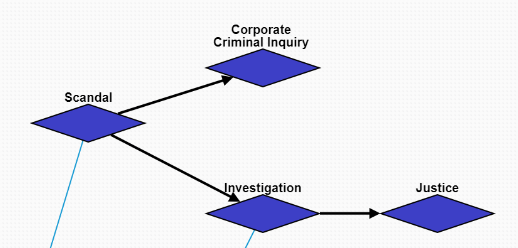 Corporate
Criminal Inquiry
Scandal
Investigation
Justice